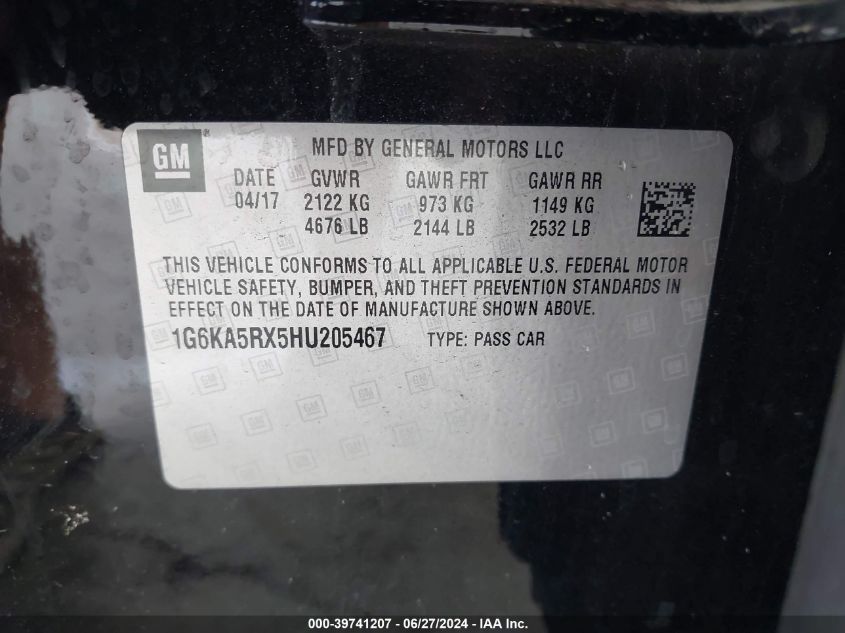 GM
MFD BY GENERAL MOTORS LLC
DATE GVWR GAWR FRT GAWR RR
04/17 2122 KG 973 KG 1149 KG
4676 LB 2144 LB 2532 LB
THIS VEHICLE CONFORMS TO ALL APPLICABLE U.S. FEDERAL MOTOR
VEHICLE SAFETY, BUMPER, AND THEFT PREVENTION STANDARDS IN
EFFECT ON THE DATE OF MANUFACTURE SHOWN ABOVE.
1G6KA5RX5HU205467 TYPE: PASS CAR
000-39741207 - 06/27/2024 - IAA Inc.